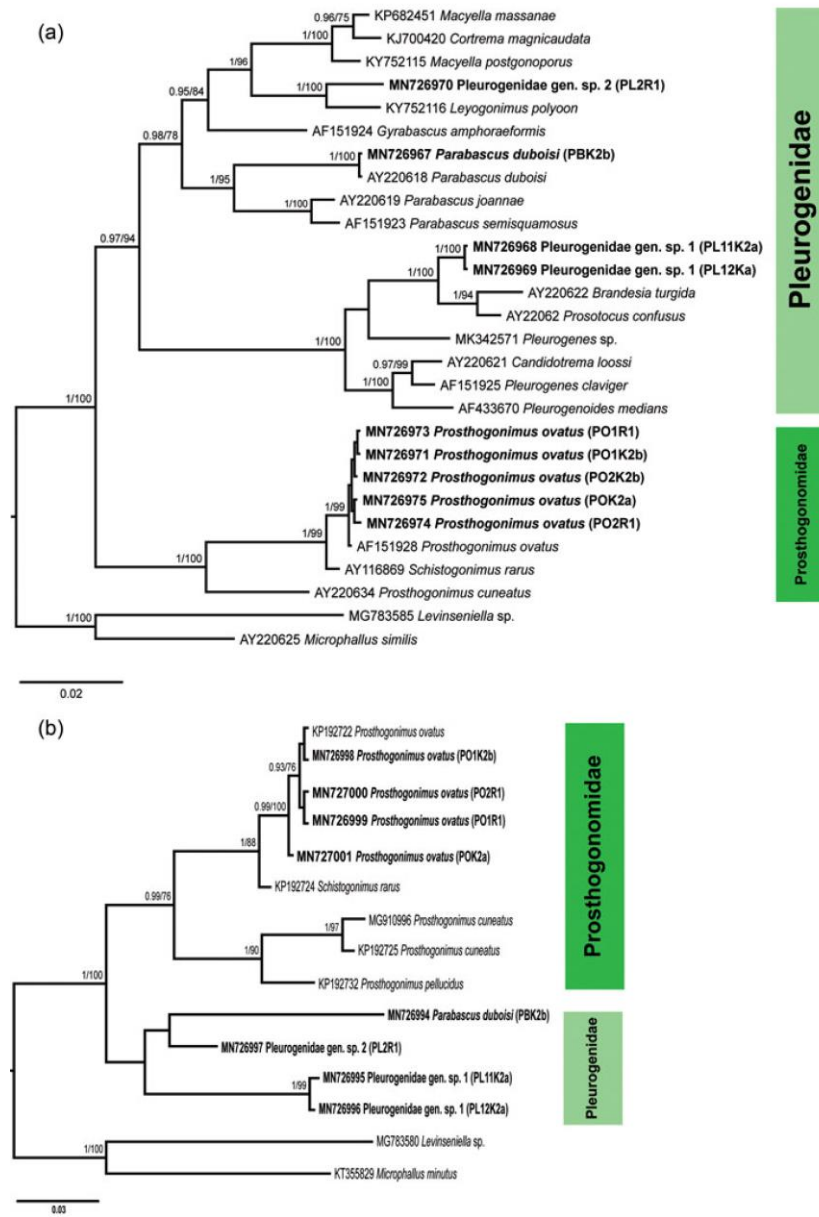 (a)
0.96/75
KP682451 Macyella massanae
1/100
KJ700420 Cortrema magnicaudata
1/96
KY752115 Macyella postgonoporus
0.95/84
1/100
MN726970 Pleurogenidae gen. sp. 2 (PL2R1)
KY752116 Leyogonimus polyoon
0.98/78
AF151924 Gyrabascus amphoraeformis
1/100
MN726967 Parabascus duboisi (PBK2b)
AY220618 Parabascus duboisi
1/95
AY220619 Parabascus joannae
1/100
AF151923 Parabascus semisquamosus
0.97/94
1/100
MN726968 Pleurogenidae gen. sp. 1 (PL11K2a)
1/100
MN726969 Pleurogenidae gen. sp. 1 (PL12Ka)
1/94
AY220622 Brandesia turgida
AY22062 Prosotocus confusus
MK342571 Pleurogenes sp.
1/100
0.97/99
AY220621 Candidotrema loossi
1/100
AF151925 Pleurogenes claviger
AF433670 Pleurogenoides medians
Pleurogenidae
1/100
MN726973 Prosthogonimus ovatus (PO1R1)
MN726971 Prosthogonimus ovatus (PO1K2b)
MN726972 Prosthogonimus ovatus (PO2K2b)
MN726975 Prosthogonimus ovatus (POK2a)
1/99
MN726974 Prosthogonimus ovatus (PO2R1)
1/99
AF151928 Prosthogonimus ovatus
1/100
AY116869 Schistogonimus rarus
AY220634 Prosthogonimus cuneatus
Prosthogonomidae
MG783585 Levinseniella sp.
1/100
AY220625 Microphallus similis
0.02
(b)
KP192722 Prosthogonimus ovatus
MN726998 Prosthogonimus ovatus (PO1K2b)
0.93/76
MN727000 Prosthogonimus ovatus (PO2R1)
0.99/100
MN726999 Prosthogonimus ovatus (PO1R1)
1/88
MN727001 Prosthogonimus ovatus (POK2a)
KP192724 Schistogonimus rarus
0.99/76
MG910996 Prosthogonimus cuneatus
1/97
KP192725 Prosthogonimus cuneatus
1/90
KP192732 Prosthogonimus pellucidus
Prosthogonomidae
1/100
MN726994 Parabascus duboisi (PBK2b)
MN726997 Pleurogenidae gen. sp. 2 (PL2R1)
MN726995 Pleurogenidae gen. sp. 1 (PL11K2a)
1/99
MN726996 Pleurogenidae gen. sp. 1 (PL12K2a)
Pleurogenidae
MG783580 Levinseniella sp.
1/100
KT355829 Microphallus minutus
0.03